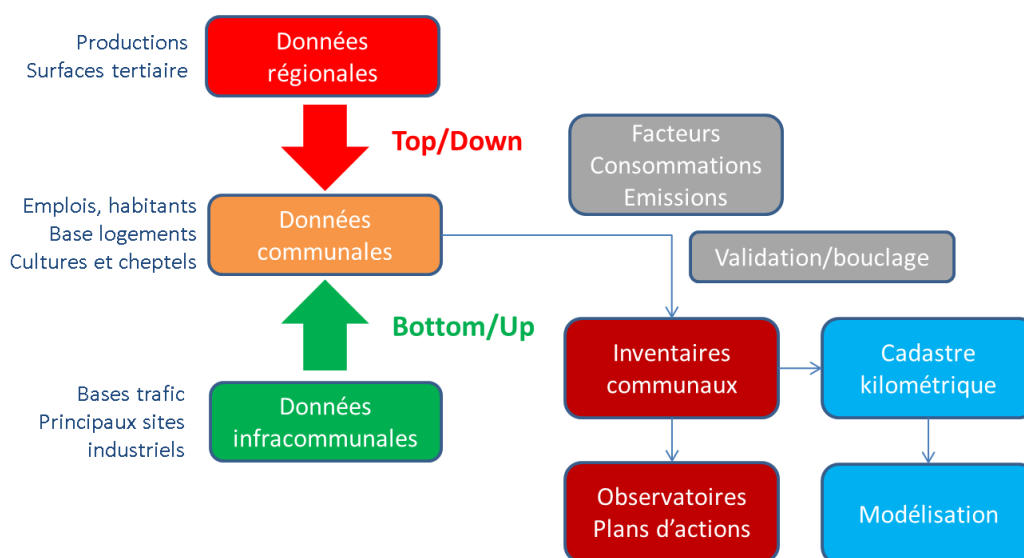 Productions
Surfaces tertiaire
Données
régionales
Top/Down
Facteurs
Consommations
Emissions
Emplois, habitants
Base logements
Cultures et cheptels
Données
communales
Validation/bouclage
Bottom/Up
Inventaires
communaux
Cadastre
kilométrique
Bases trafic
Principaux sites
industriels
Données
infracommunales
Observatoires
Plans d’actions
Modélisation